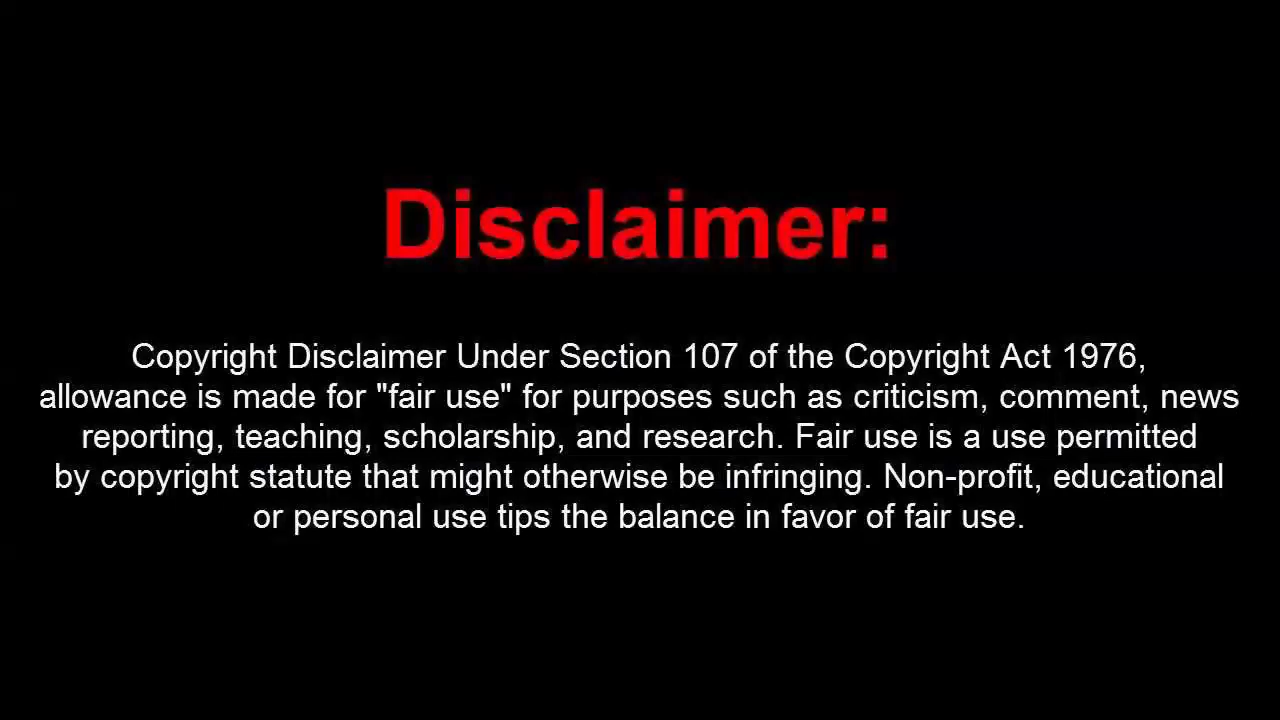 Disclaimer:
Copyright Disclaimer Under Section 107 of the Copyright Act 1976,
allowance is made for "fair use" for purposes such as criticism, comment, news
reporting, teaching, scholarship, and research. Fair use is a use permitted
by copyright statute that might otherwise be infringing. Non-profit, educational
or personal use tips the balance in favor of fair use.